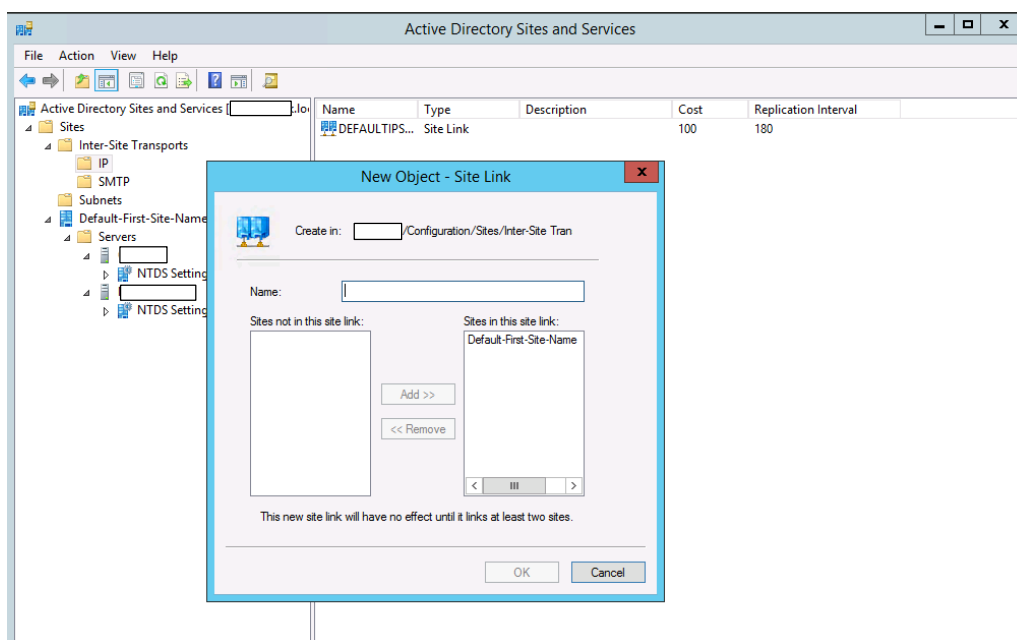 Active Directory Sites and Services
File Action View Help
Active Directory Sites and Services [ .lo
Name Type Description Cost Replication Interval
Sites
DEFAULTIPS... Site Link 100 180
Inter-Site Transports
IP
SMTP
Subnets
Default-First-Site-Name
Servers
NTDS Setting
NTDS Setting
New Object - Site Link
Create in: /Configuration/Sites/Inter-Site Tran
Name:
Sites not in this site link: Sites in this site link:
Default-First-Site-Name
Add >>
<< Remove
This new site link will have no effect until it links at least two sites.
OK Cancel